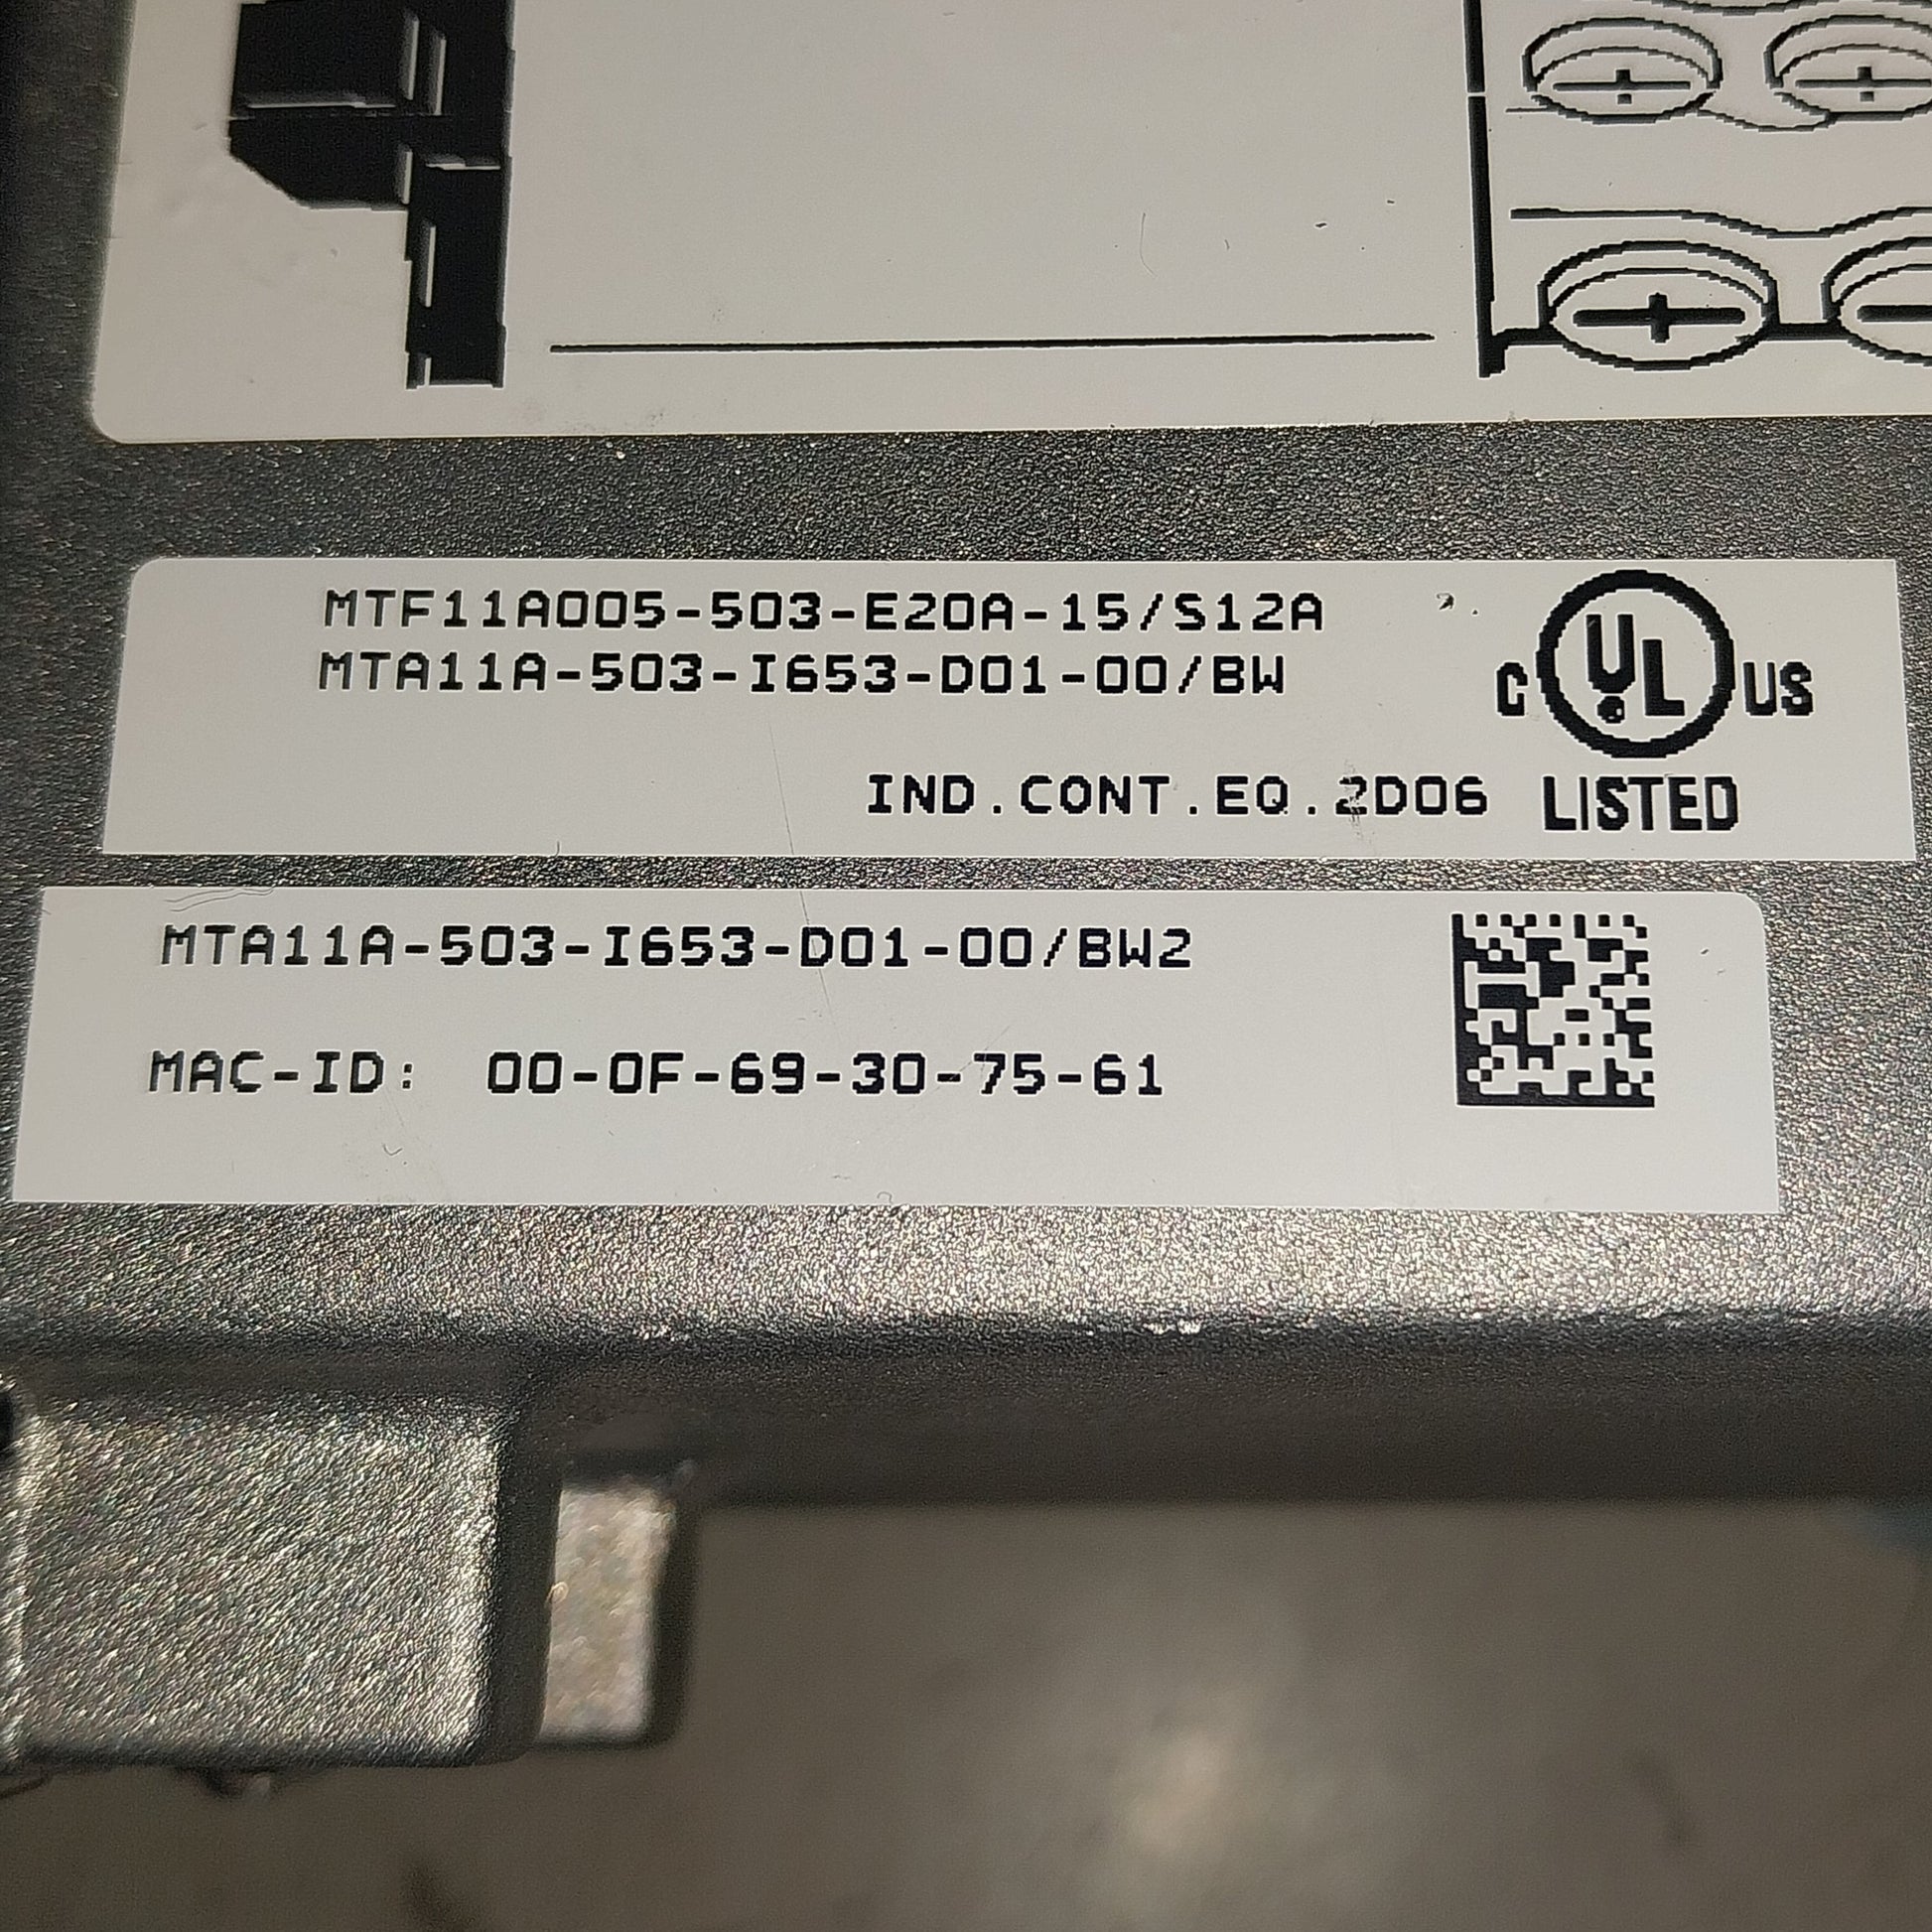 MTF11A005-503-E20A-15/S12A
MTA11A-503-I653-D01-00/BW
C UL US
IND.CONT.EQ.2D06 LISTED
MTA11A-503-I653-D01-00/BW2
MAC-ID: 00-0F-69-30-75-61